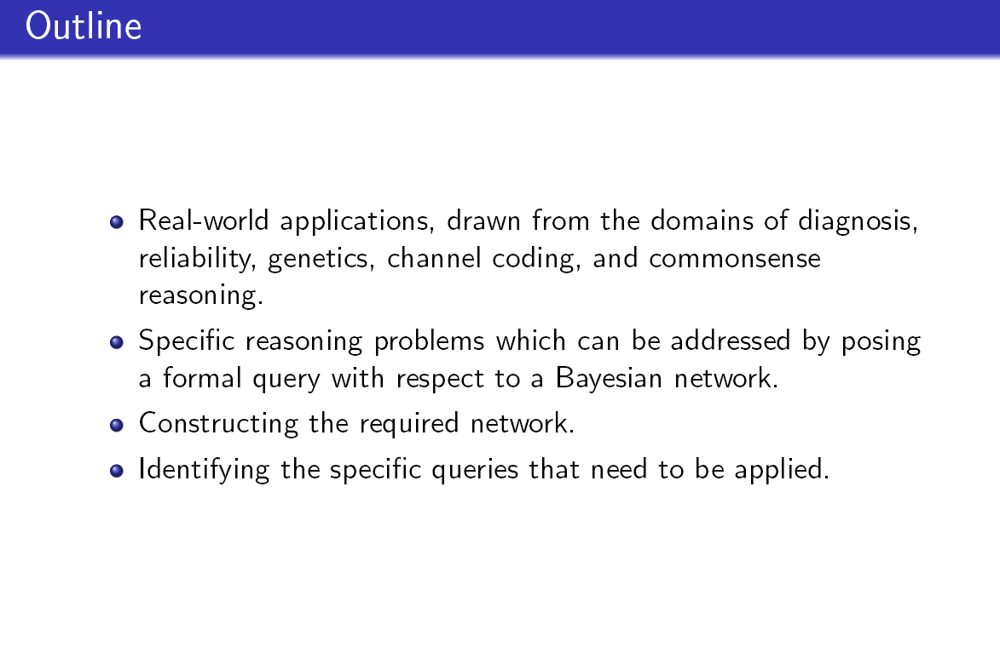 Outline
Real-world applications, drawn from the domains of diagnosis,
reliability, genetics, channel coding, and commonsense
reasoning.
Specific reasoning problems which can be addressed by posing
a formal query with respect to a Bayesian network.
Constructing the required network.
Identifying the specific queries that need to be applied.